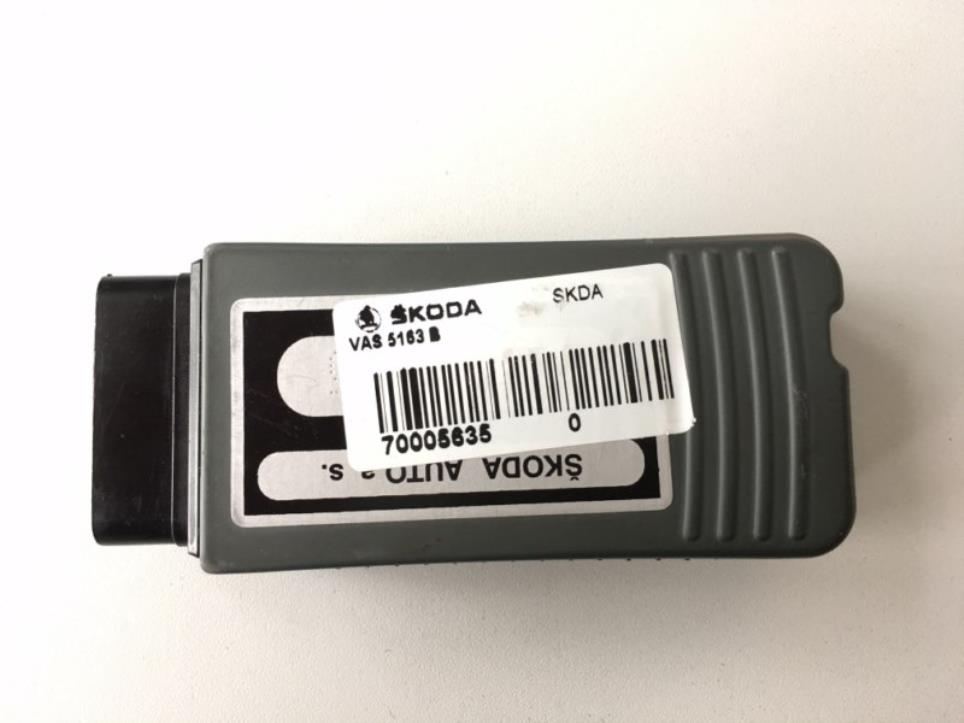 ŠKODA SKDA
VAS 5163 B
70005635 0
ŠKODA AUTO a. s.